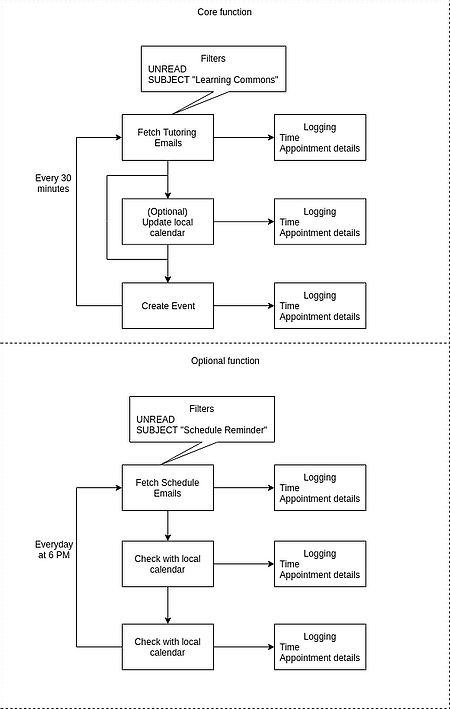 Core function
Filters
UNREAD
SUBJECT "Learning Commons"
Fetch Tutoring
Emails
Logging
Time
Appointment details
Every 30
minutes
(Optional)
Update local
calendar
Logging
Time
Appointment details
Create Event
Logging
Time
Appointment details
Optional function
Filters
UNREAD
SUBJECT "Schedule Reminder"
Fetch Schedule
Emails
Logging
Time
Appointment details
Everyday
at 6 PM
Check with local
calendar
Logging
Time
Appointment details
Check with local
calendar
Logging
Time
Appointment details